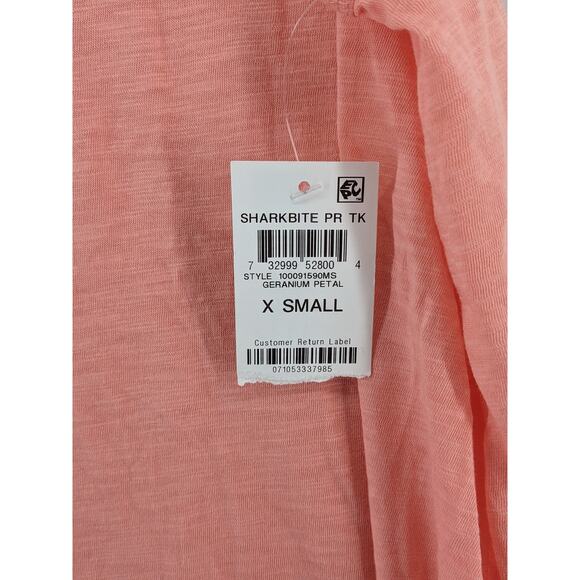 SHARKBITE PR TK
7 32999 52800 4
STYLE 100091590MS
GERANIUM PETAL
X SMALL
Customer Return Label
071053337985